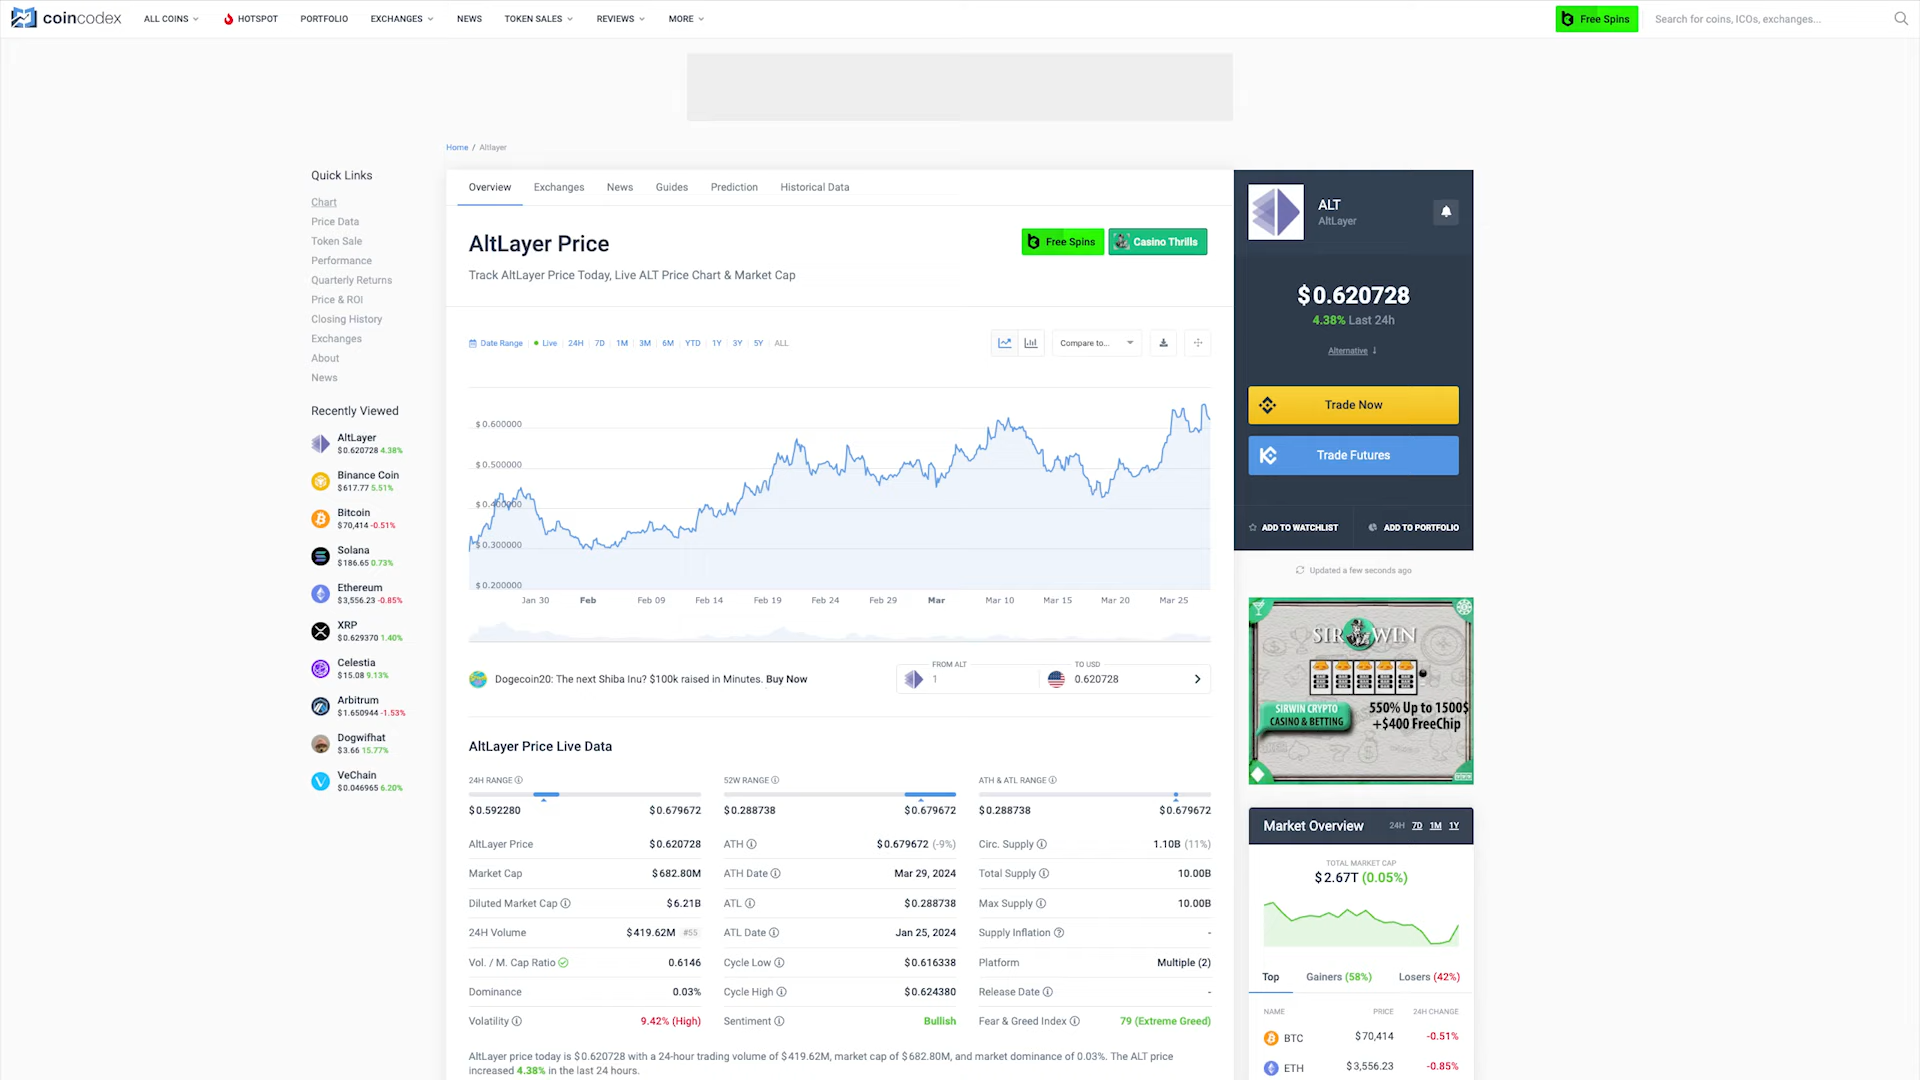 coincodex
ALL COINS
HOTSPOT
PORTFOLIO
EXCHANGES
NEWS
TOKEN SALES
REVIEWS
MORE
Free Spins
Search for coins, ICOs, exchanges...
Home / Altlayer
Quick Links
Chart
Price Data
Token Sale
Performance
Quarterly Returns
Price & ROI
Closing History
Exchanges
About
News
Recently Viewed
AltLayer
$0.620728 4.38%
Binance Coin
$617.77 5.51%
Bitcoin
$70,414 -0.51%
Solana
$186.65 0.73%
Ethereum
$3,556.23 -0.85%
XRP
$0.629370 1.40%
Celestia
$15.08 9.13%
Arbitrum
$1.650944 -1.53%
Dogwifhat
$3.66 15.77%
VeChain
$0.046965 6.20%
Overview
Exchanges
News
Guides
Prediction
Historical Data
AltLayer Price
Free Spins
Casino Thrills
Track AltLayer Price Today, Live ALT Price Chart & Market Cap
Date Range
Live
24H
7D
1M
3M
6M
YTD
1Y
3Y
5Y
ALL
Compare to...
$0.600000
$0.500000
$0.400000
$0.300000
$0.200000
Jan 30
Feb
Feb 09
Feb 14
Feb 19
Feb 24
Feb 29
Mar
Mar 10
Mar 15
Mar 20
Mar 25
Dogecoin20: The next Shiba Inu? $100k raised in Minutes. Buy Now
FROM ALT
1
TO USD
0.620728
AltLayer Price Live Data
24H RANGE
$0.592280 $0.679672
52W RANGE
$0.288738 $0.679672
ATH & ATL RANGE
$0.288738 $0.679672
AltLayer Price $0.620728
Market Cap $682.80M
Diluted Market Cap $6.21B
24H Volume $419.62M #55
Vol. / M. Cap Ratio 0.6146
Dominance 0.03%
Volatility 9.42% (High)
ATH $0.679672 (-9%)
ATH Date Mar 29, 2024
ATL $0.288738
ATL Date Jan 25, 2024
Cycle Low $0.616338
Cycle High $0.624380
Sentiment Bullish
Circ. Supply 1.10B (11%)
Total Supply 10.00B
Max Supply 10.00B
Supply Inflation -
Platform Multiple (2)
Release Date -
Fear & Greed Index 79 (Extreme Greed)
AltLayer price today is $0.620728 with a 24-hour trading volume of $419.62M, market cap of $682.80M, and market dominance of 0.03%. The ALT price
increased 4.38% in the last 24 hours.
ALT
AltLayer
$0.620728
4.38% Last 24h
Alternative
Trade Now
Trade Futures
ADD TO WATCHLIST
ADD TO PORTFOLIO
Updated a few seconds ago
SIR WIN
SIRWIN CRYPTO
CASINO & BETTING
550% Up to 1500$
+$400 FreeChip
Market Overview
24H 7D 1M 1Y
TOTAL MARKET CAP
$2.67T (0.05%)
Top
Gainers (58%)
Losers (42%)
NAME PRICE 24H CHANGE
BTC $70,414 -0.51%
ETH $3,556.23 -0.85%